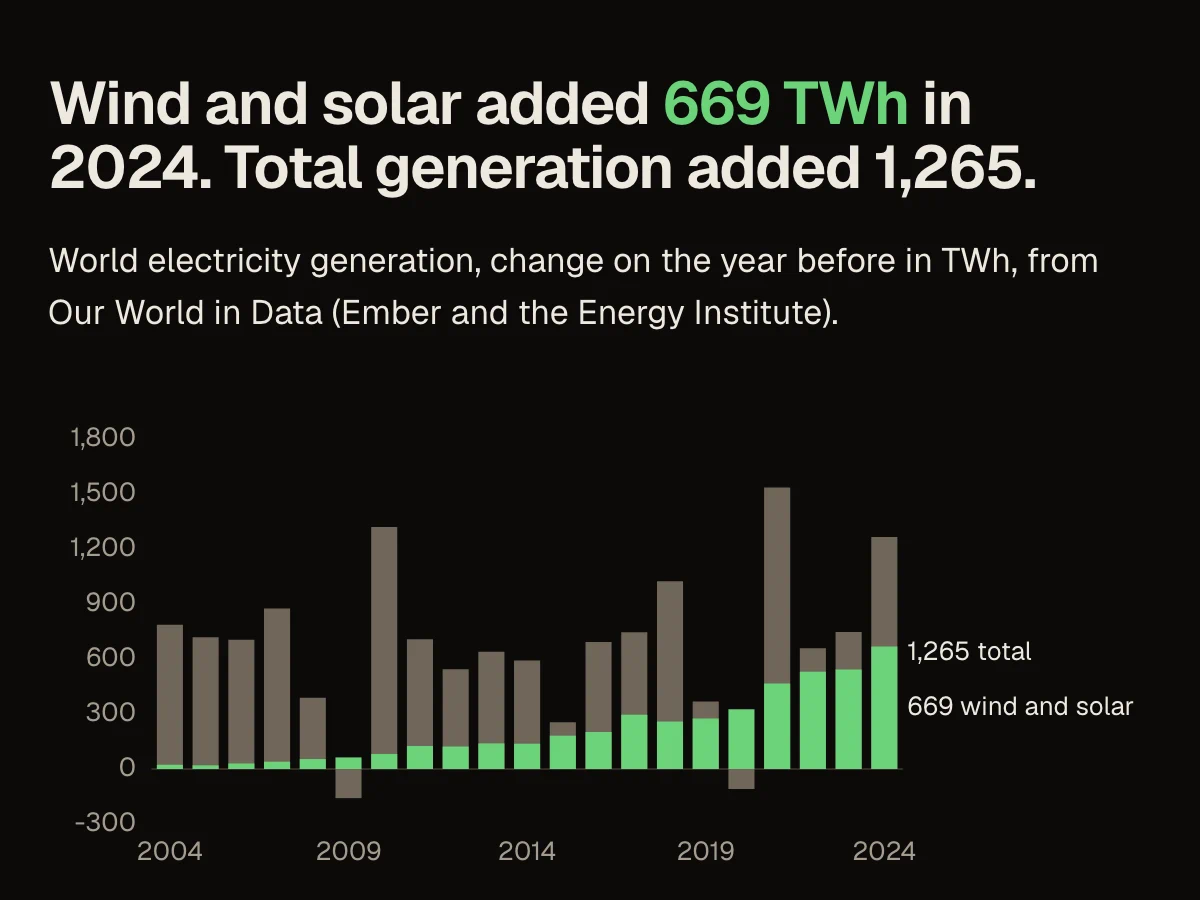 Wind and solar added 669 TWh in
2024. Total generation added 1,265.
World electricity generation, change on the year before in TWh, from
Our World in Data (Ember and the Energy Institute).
1,800
1,500
1,200
900
600
300
0
-300
1,265 total
669 wind and solar
2004 2009 2014 2019 2024